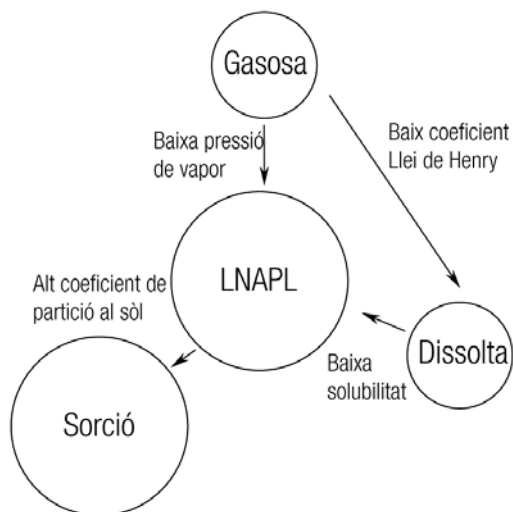 Gasosa
Baixa pressió
de vapor
Baix coeficient
Llei de Henry
LNAPL
Alt coeficient de
partició al sòl
Dissolta
Baixa
solubilitat
Sorció